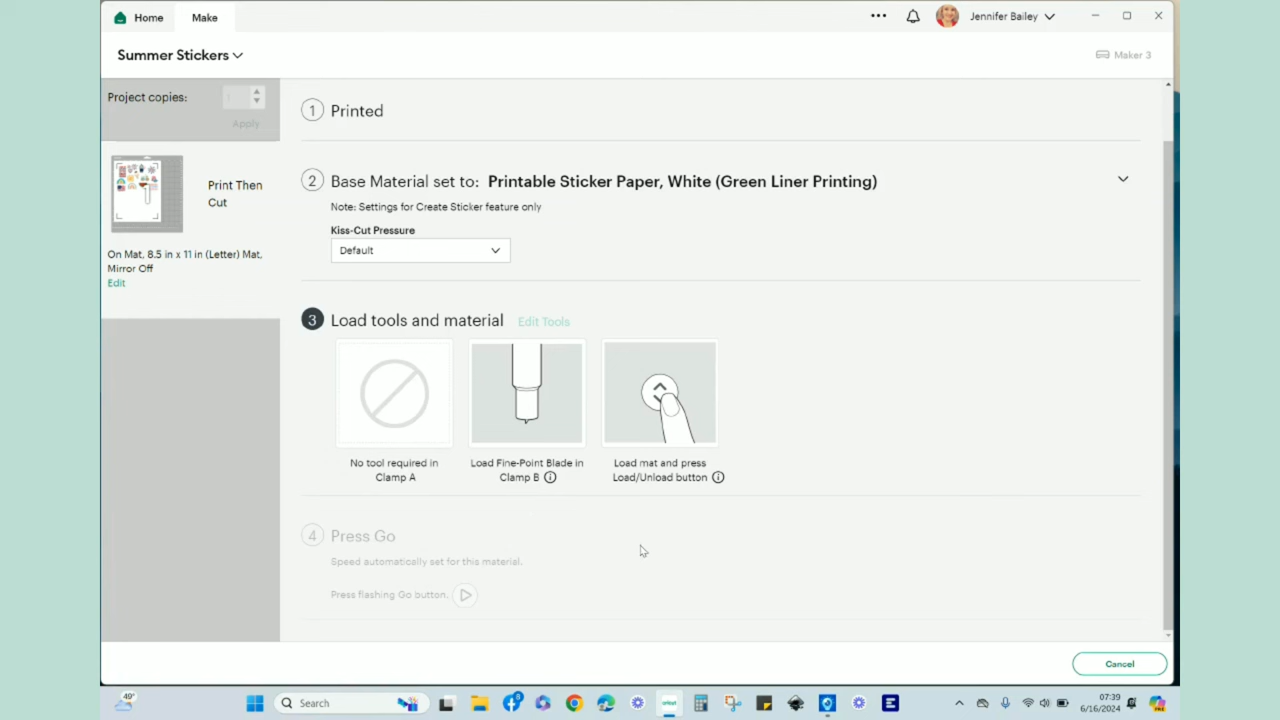 Home
Make
Jennifer Bailey
Summer Stickers
Maker 3
Project copies:
Apply
Print Then
Cut
On Mat, 8.5 in x 11 in (Letter) Mat,
Mirror Off
Edit
1 Printed
2 Base Material set to: Printable Sticker Paper, White (Green Liner Printing)
Note: Settings for Create Sticker feature only
Kiss-Cut Pressure
Default
3 Load tools and material Edit Tools
No tool required in
Clamp A
Load Fine-Point Blade in
Clamp B
Load mat and press
Load/Unload button
4 Press Go
Speed automatically set for this material.
Press flashing Go button.
Cancel
49°
Search
07:39
6/16/2024